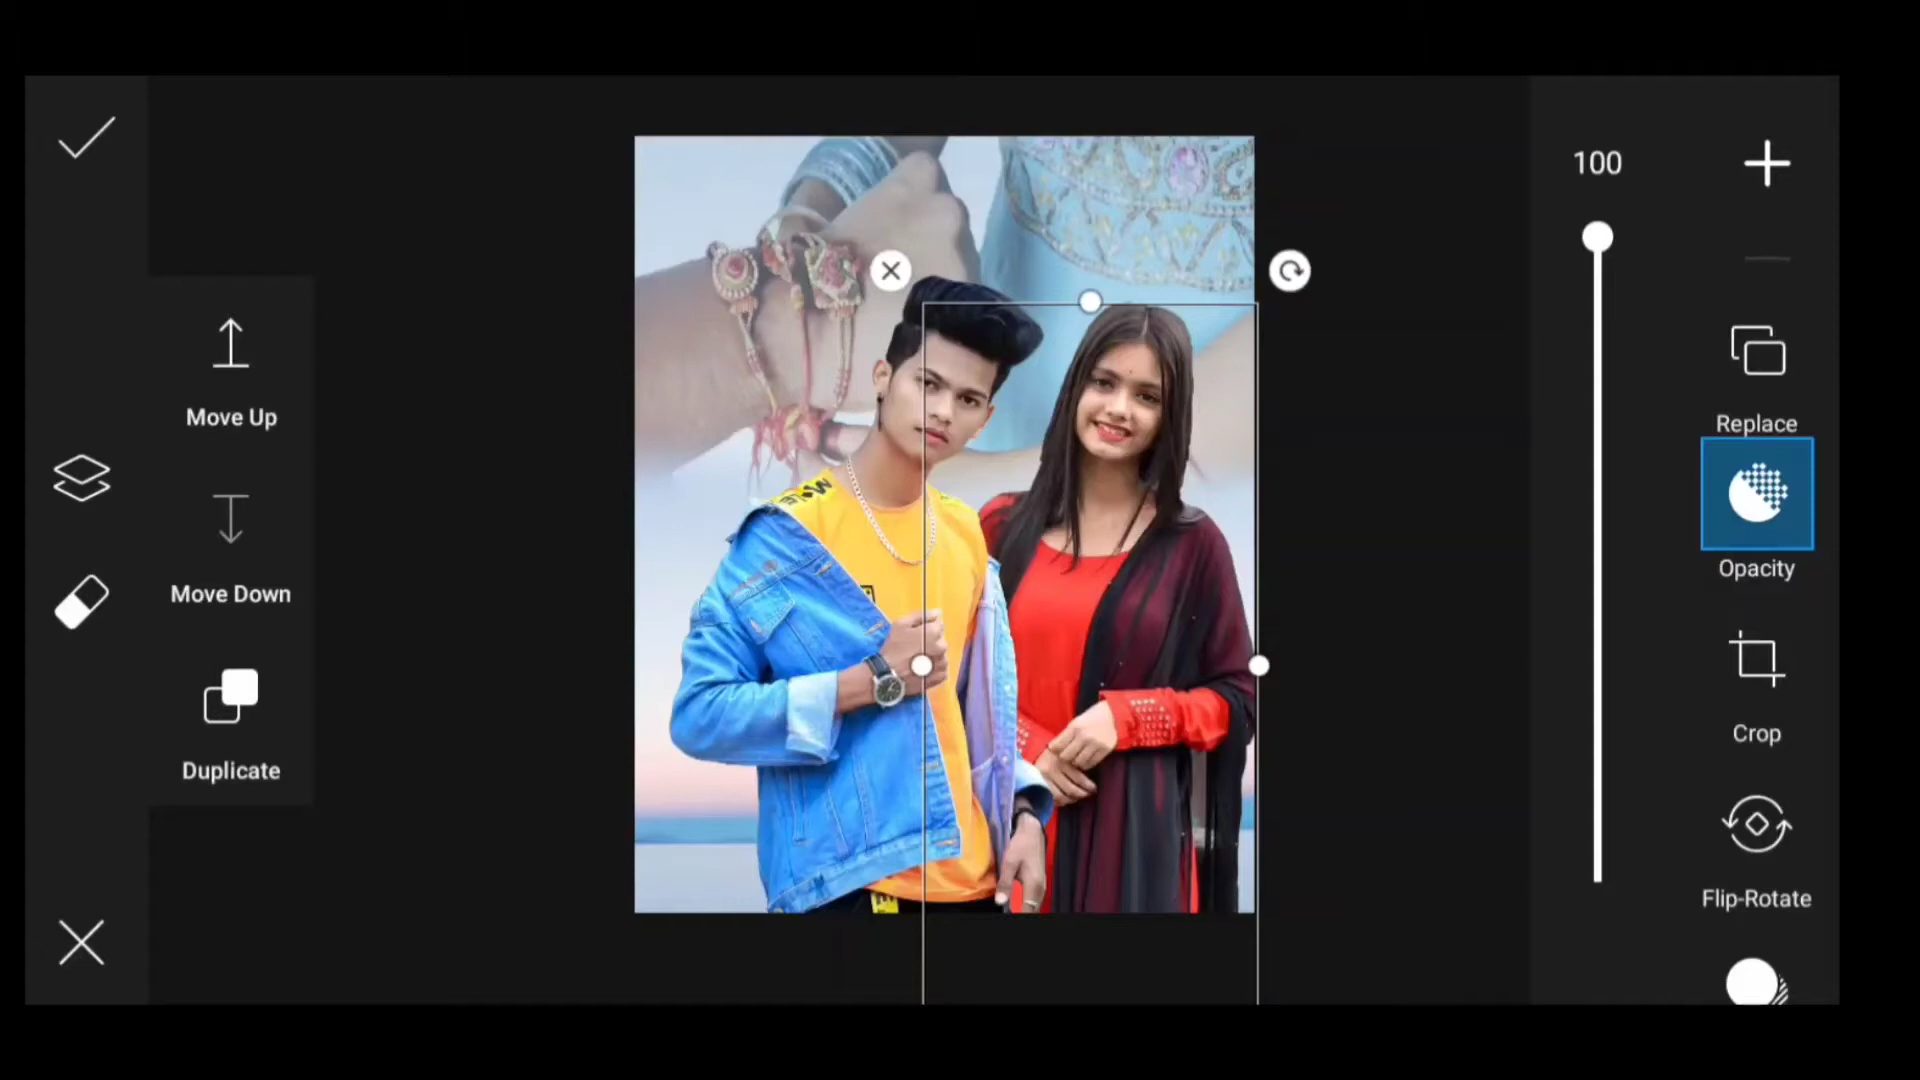 100
Move Up
Replace
Move Down
Opacity
Duplicate
Crop
Flip-Rotate